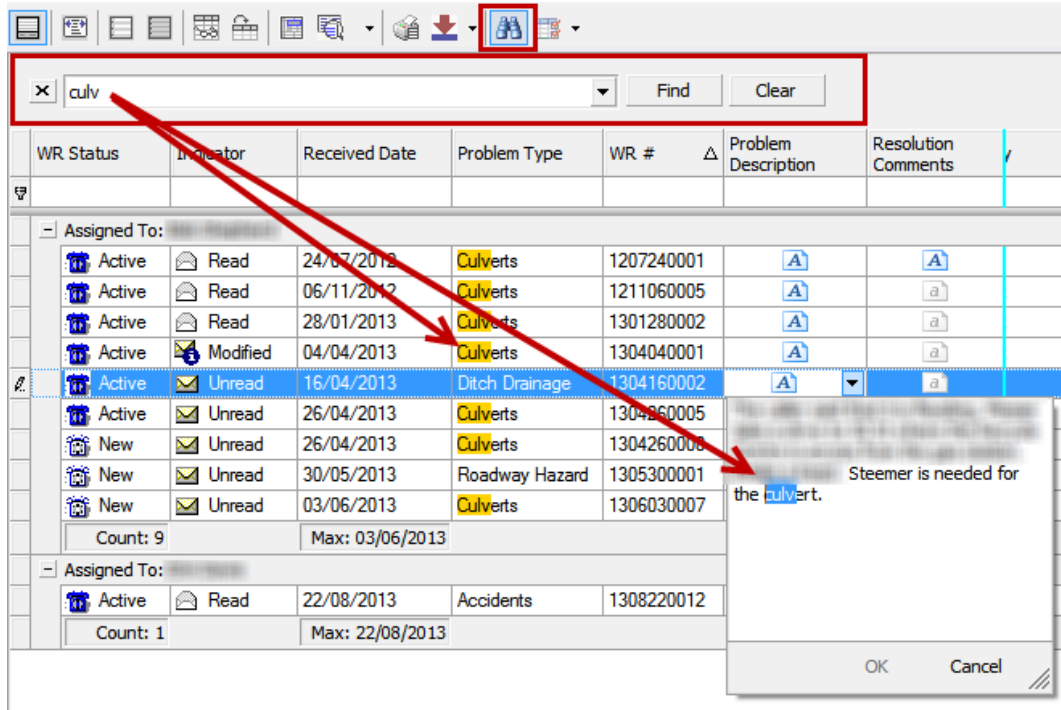 culv Find Clear
WR Status Indicator Received Date Problem Type WR # Problem Description Resolution Comments
Assigned To:
Active Read 24/07/2012 Culverts 1207240001 A A
Active Read 06/11/2012 Culverts 1211060005 A a
Active Read 28/01/2013 Culverts 1301280002 A a
Active Modified 04/04/2013 Culverts 1304040001 A a
Active Unread 16/04/2013 Ditch Drainage 1304160002 A a
Active Unread 26/04/2013 Culverts 1304260005
New Unread 26/04/2013 Culverts
New Unread 30/05/2013 Roadway Hazard 1305300001
New Unread 03/06/2013 Culverts 1306030007
Steemer is needed for
the culvert.
Count: 9 Max: 03/06/2013
Assigned To:
Active Read 22/08/2013 Accidents 1308220012
Count: 1 Max: 22/08/2013
OK Cancel